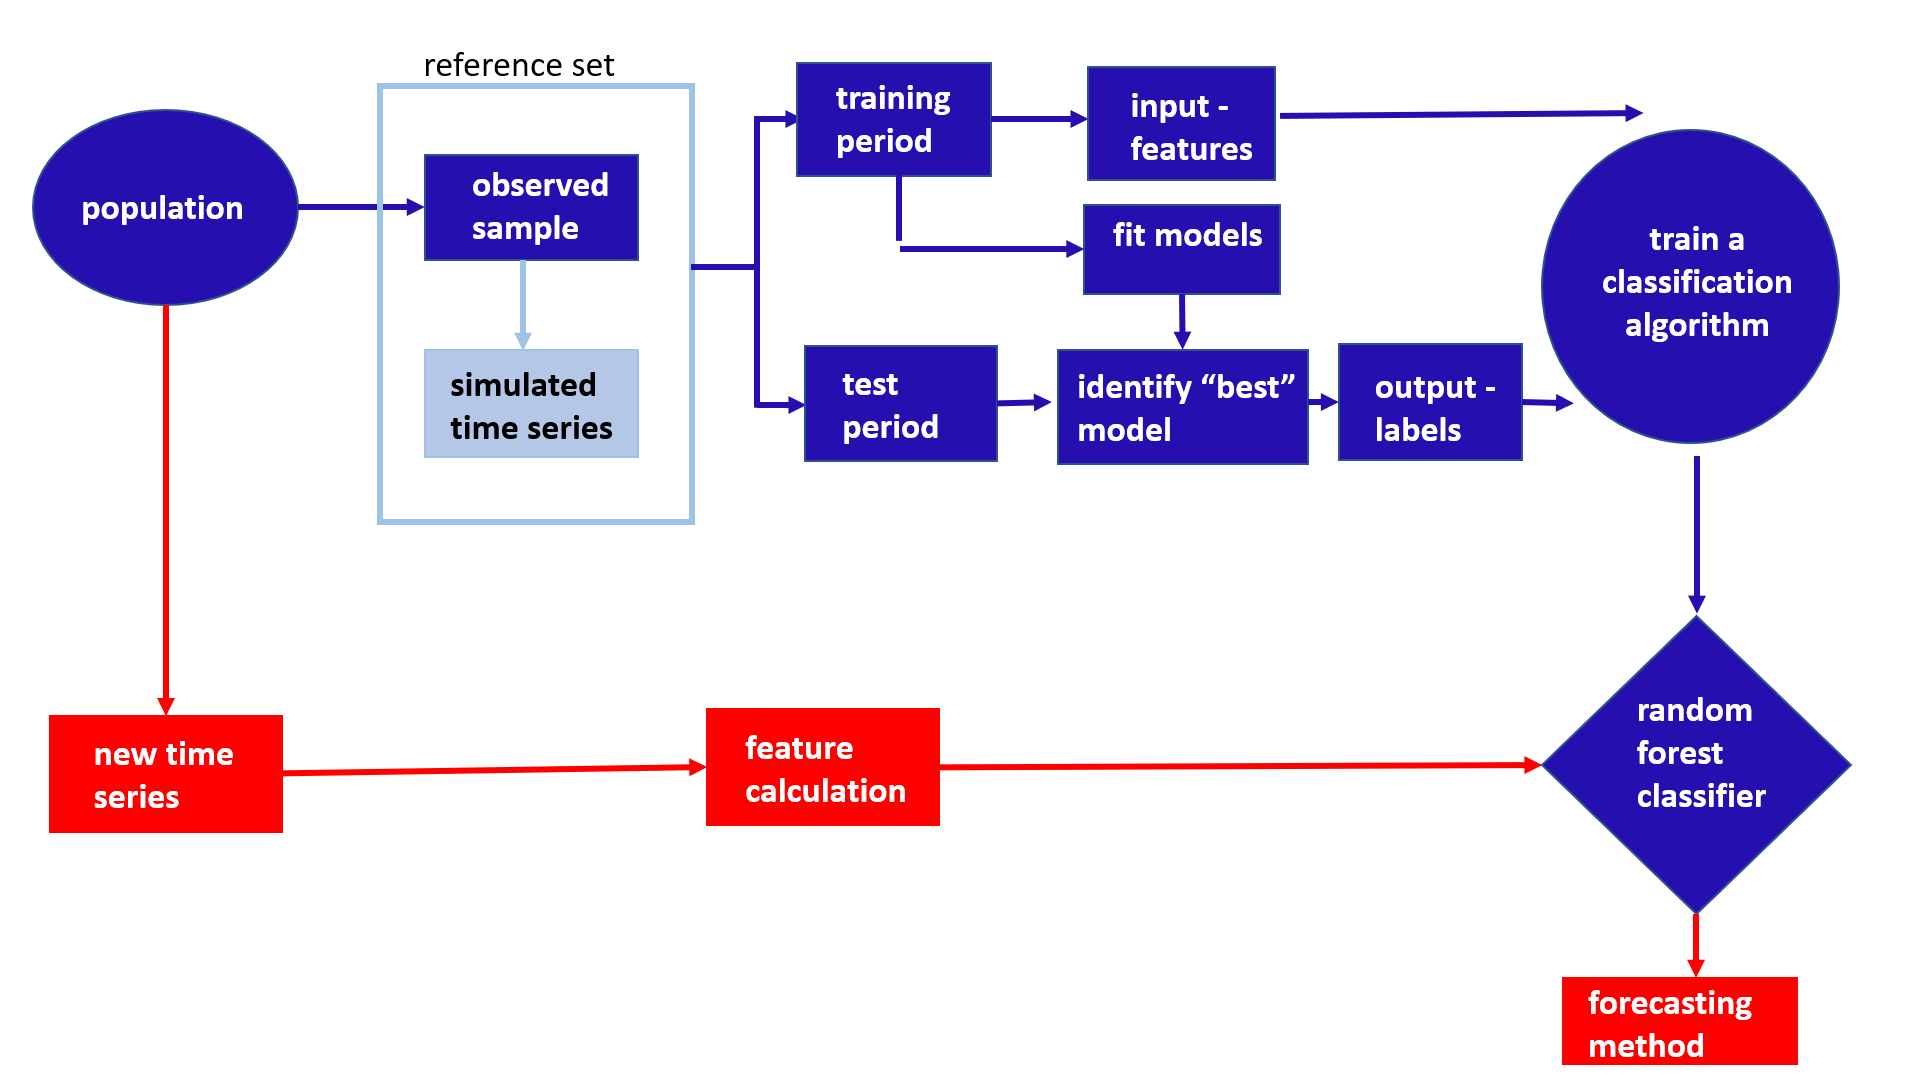 reference set
population
observed
sample
simulated
time series
training
period
input -
features
fit models
test
period
identify “best”
model
output -
labels
train a
classification
algorithm
new time
series
feature
calculation
random
forest
classifier
forecasting
method